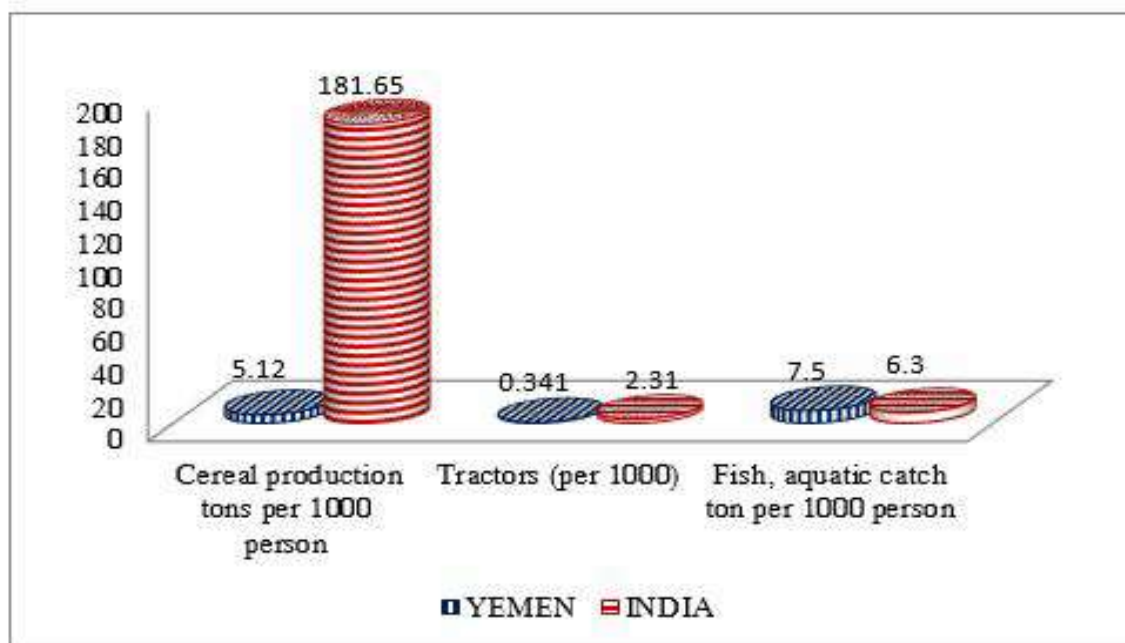 181.65
200
180
160
140
120
100
80
60
40
20
0
5.12
0.341
2.31
7.5
6.3
Cereal production
tons per 1000
person
Tractors (per 1000)
Fish, aquatic catch
ton per 1000 person
YEMEN INDIA